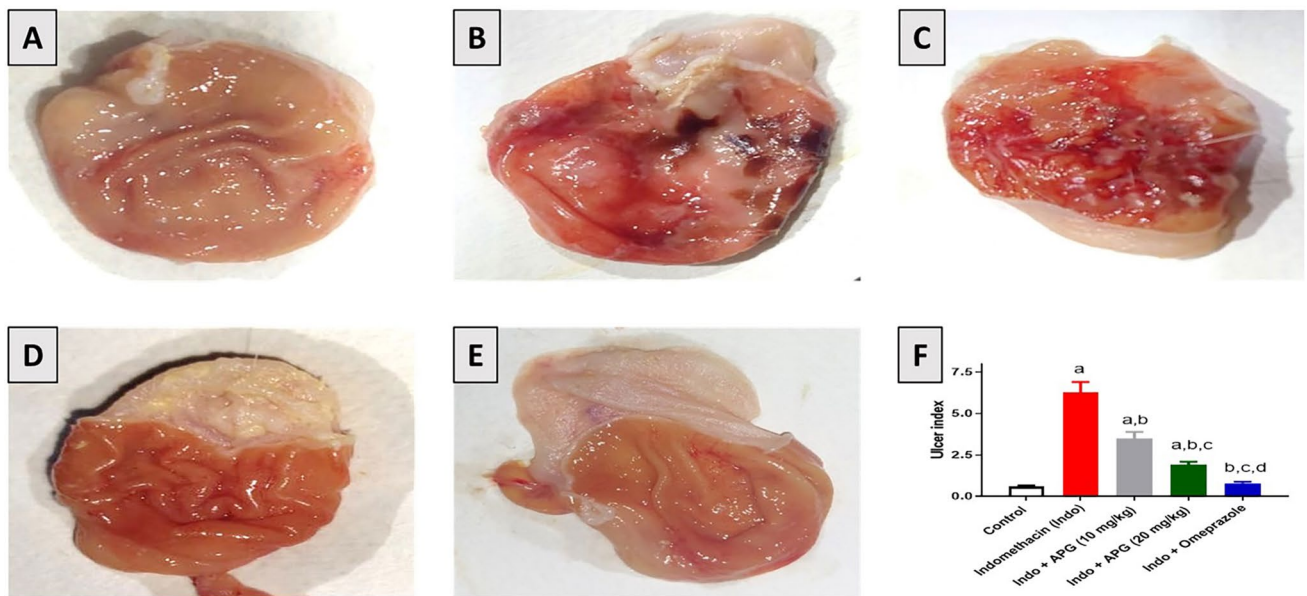 A
B
C
D
E
F
7.5
5.0
2.5
0.0
Ulcer index
a
a,b
a,b,c
b,c,d
Control
Indomethacin (Indo)
Indo + APG (10 mg/kg)
Indo + APG (20 mg/kg)
Indo + Omeprazole